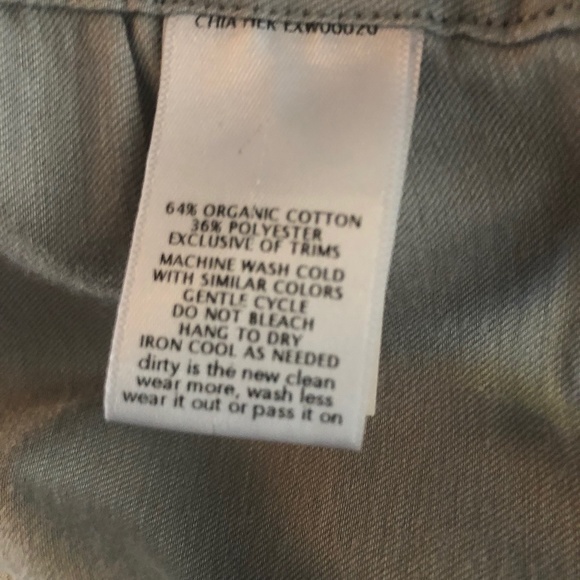 64% ORGANIC COTTON
36% POLYESTER
EXCLUSIVE OF TRIMS
MACHINE WASH COLD
WITH SIMILAR COLORS
GENTLE CYCLE
DO NOT BLEACH
HANG TO DRY
IRON COOL AS NEEDED
dirty is the new clean
wear more, wash less
wear it out or pass it on